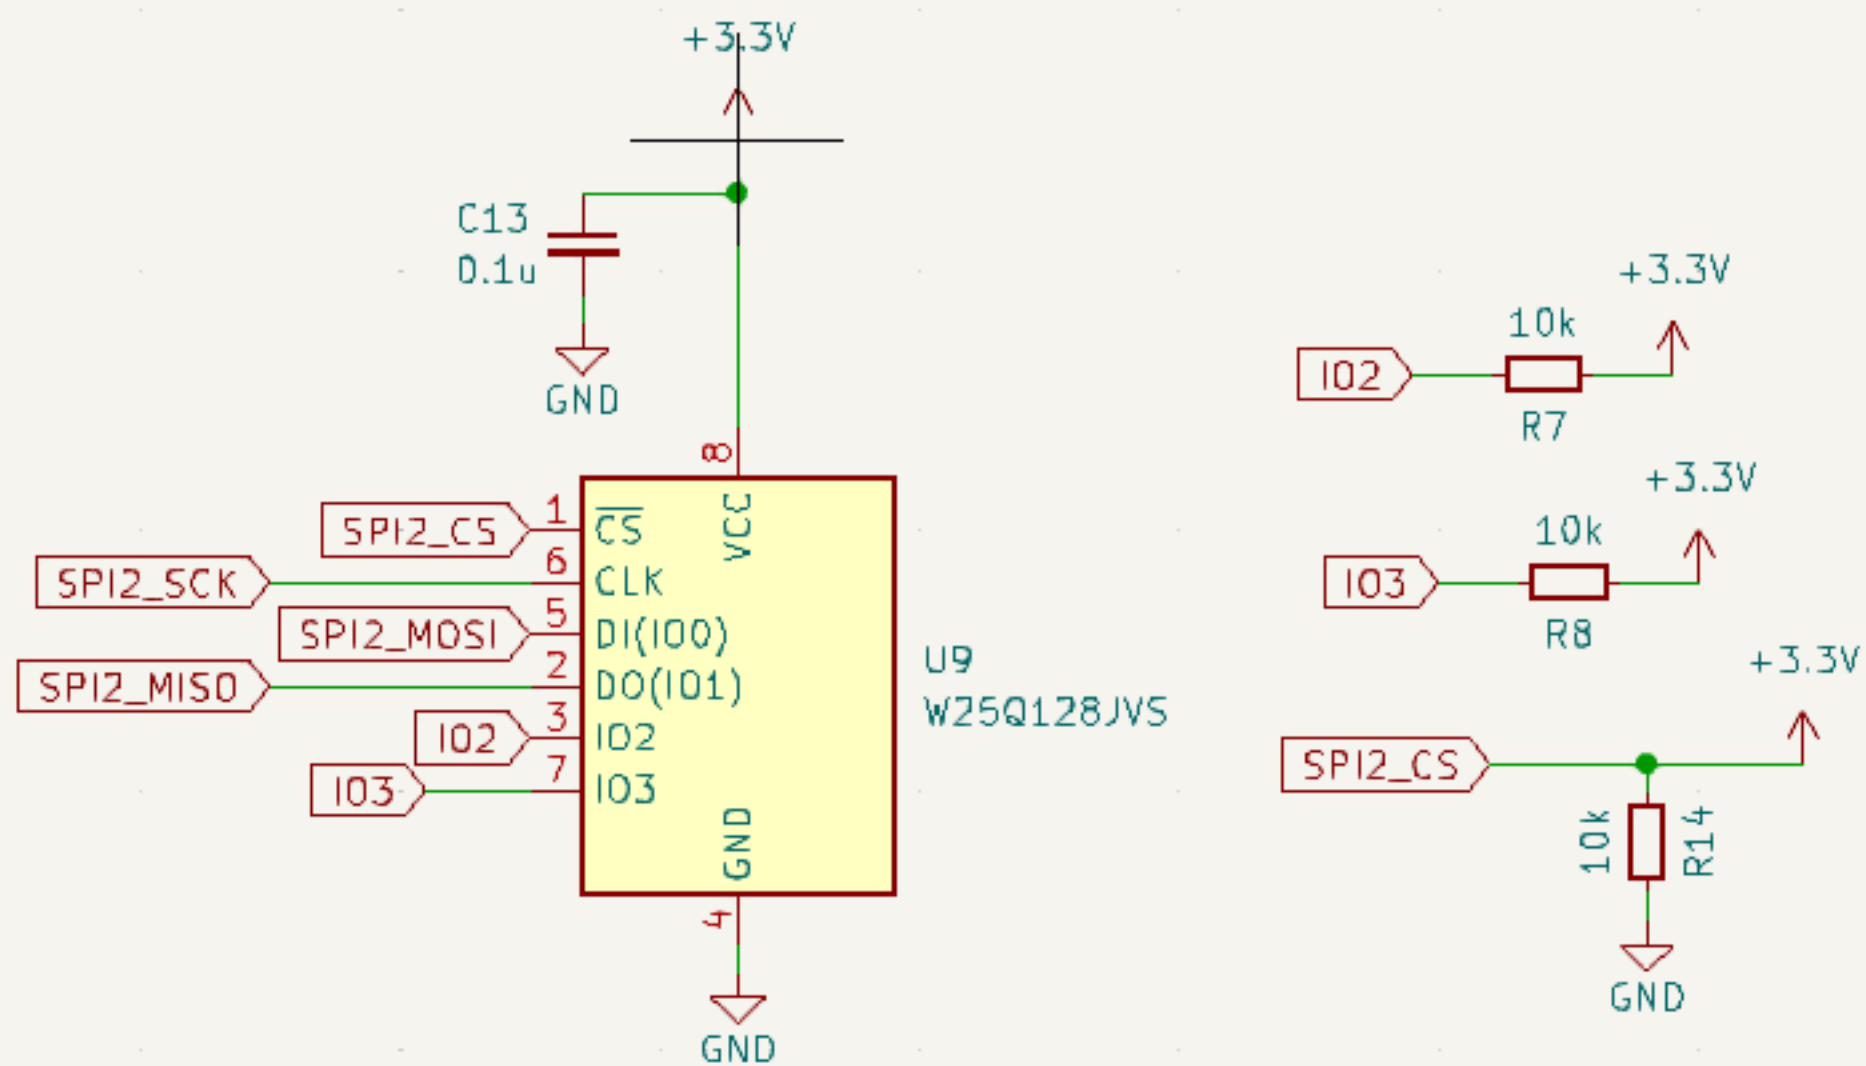 +3.3V
C13
0.1u
GND
8
VCC
SPI2_CS
1
CS
SPI2_SCK
6
CLK
SPI2_MOSI
5
DI(IO0)
SPI2_MISO
2
DO(IO1)
IO2
3
IO2
IO3
7
IO3
GND
4
GND
U9
W25Q128JVS
+3.3V
10k
IO2
R7
+3.3V
10k
IO3
R8
+3.3V
SPI2_CS
10k
R14
GND